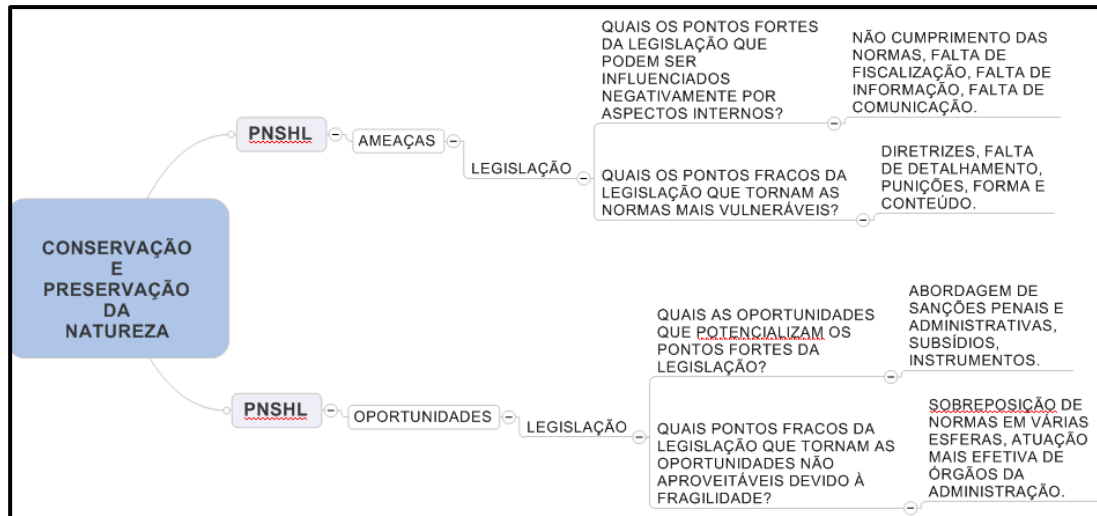 CONSERVAÇÃO
E
PRESERVAÇÃO
DA
NATUREZA
PNSHL
AMEAÇAS
LEGISLAÇÃO
QUAIS OS PONTOS FORTES
DA LEGISLAÇÃO QUE
PODEM SER
INFLUENCIADOS
NEGATIVAMENTE POR
ASPECTOS INTERNOS?
NÃO CUMPRIMENTO DAS
NORMAS, FALTA DE
FISCALIZAÇÃO, FALTA DE
INFORMAÇÃO, FALTA DE
COMUNICAÇÃO.
QUAIS OS PONTOS FRACOS DA
LEGISLAÇÃO QUE TORNAM AS
NORMAS MAIS VULNERÁVEIS?
DIRETRIZES, FALTA
DE DETALHAMENTO,
PUNIÇÕES, FORMA E
CONTEÚDO.
PNSHL
OPORTUNIDADES
LEGISLAÇÃO
QUAIS AS OPORTUNIDADES
QUE POTENCIALIZAM OS
PONTOS FORTES DA
LEGISLAÇÃO?
ABORDAGEM DE
SANÇÕES PENAIS E
ADMINISTRATIVAS,
SUBSÍDIOS,
INSTRUMENTOS.
QUAIS PONTOS FRACOS DA
LEGISLAÇÃO QUE TORNAM AS
OPORTUNIDADES NÃO
APROVEITÁVEIS DEVIDO À
FRAGILIDADE?
SOBREPOSIÇÃO DE
NORMAS EM VÁRIAS
ESFERAS, ATUAÇÃO
MAIS EFETIVA DE
ÓRGÃOS DA
ADMINISTRAÇÃO.